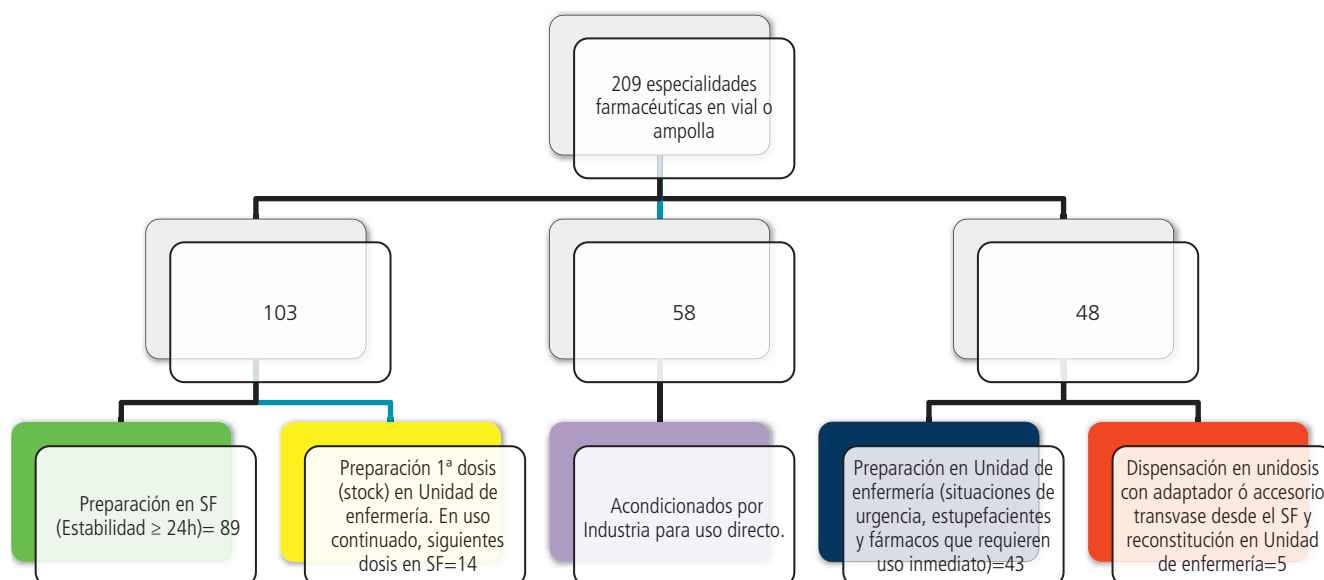 209 especialidades
farmacéuticas en vial o
ampolla
103
58
48
Preparación en SF
(Estabilidad ≥ 24h)= 89
Preparación 1ª dosis
(stock) en Unidad de
enfermería. En uso
continuado, siguientes
dosis en SF=14
Acondicionados por
Industria para uso directo.
Preparación en Unidad de
enfermería (situaciones de
urgencia, estupefacientes
y fármacos que requieren
uso inmediato)=43
Dispensación en unidosis
con adaptador ó accesorio
transvase desde el SF y
reconstitución en Unidad
de enfermería=5